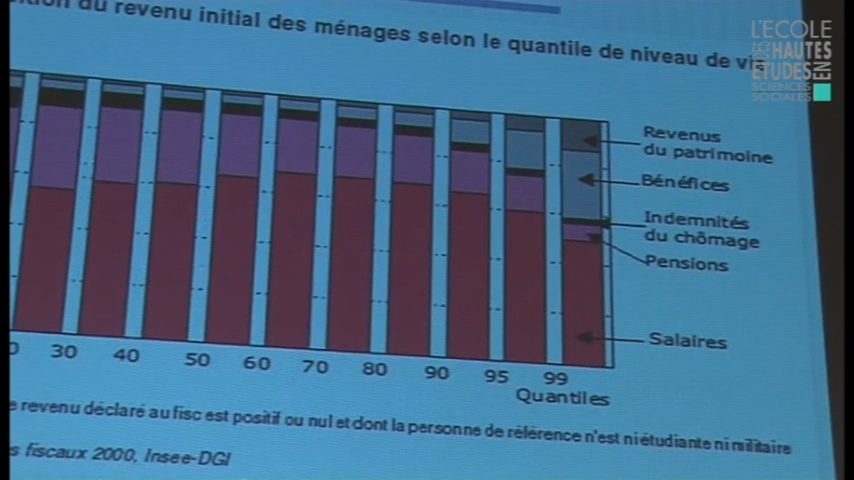 du revenu initial des ménages selon le quantile de niveau de vie
L'ÉCOLE
DES HAUTES
ÉTUDES EN
SCIENCES
SOCIALES
Revenus
du patrimoine
Bénéfices
Indemnités
du chômage
Pensions
Salaires
30 40 50 60 70 80 90 95 99
Quantiles
revenu déclaré au fisc est positif ou nul et dont la personne de référence n'est ni étudiante ni militaire
fiscaux 2000, Insee-DGI